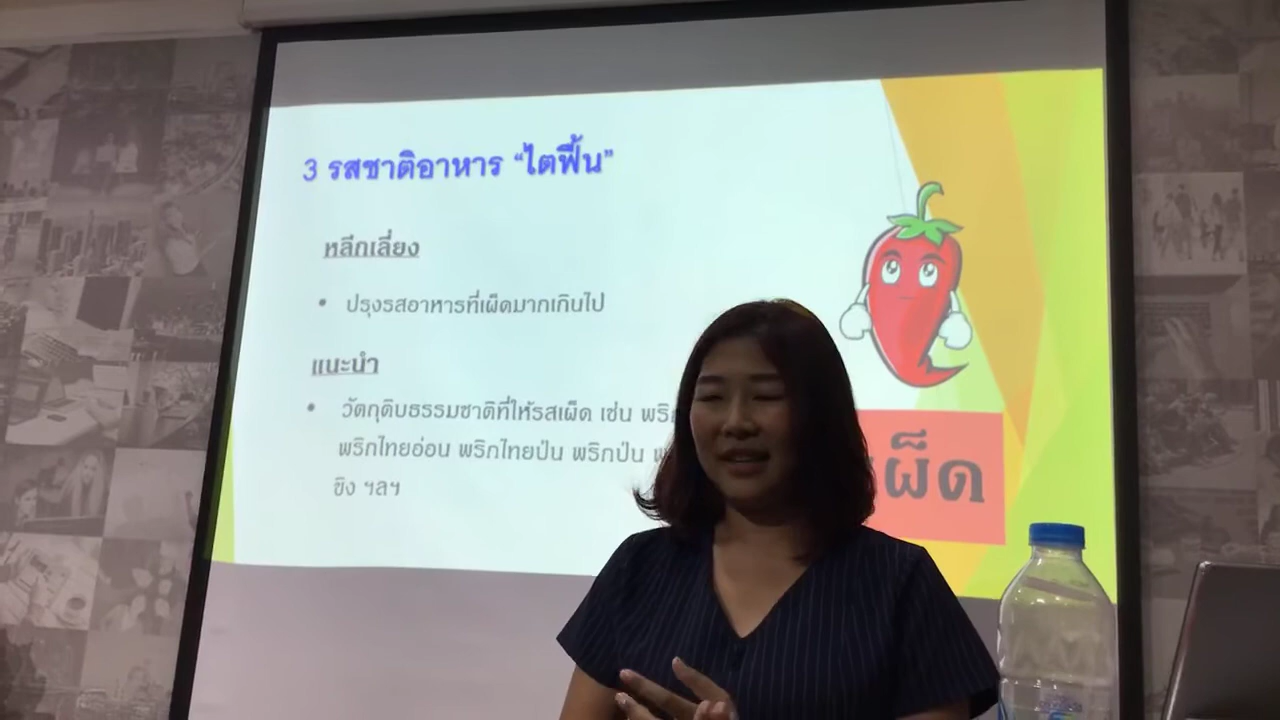 3 รสชาติอาหาร “ไตฟื้น”
หลีกเลี่ยง
• ปรุงรสอาหารที่เผ็ดมากเกินไป
แนะนำ
• วัตถุดิบธรรมชาติที่ให้รสเผ็ด เช่น
พริกไทยอ่อน พริกไทยป่น พริกป่น
ขิง ฯลฯ
เผ็ด